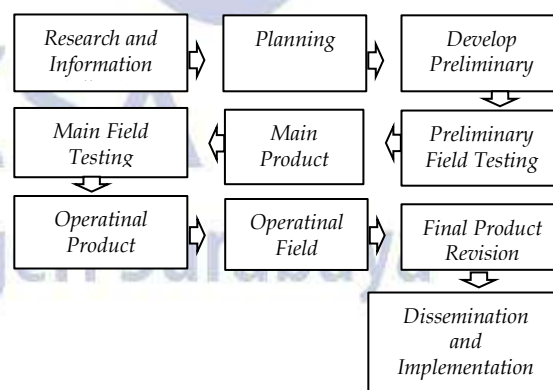 Research and
Information
Planning
Develop
Preliminary
Preliminary
Field Testing
Main
Product
Main Field
Testing
Operatinal
Product
Operatinal
Field
Final Product
Revision
Dissemination
and
Implementation